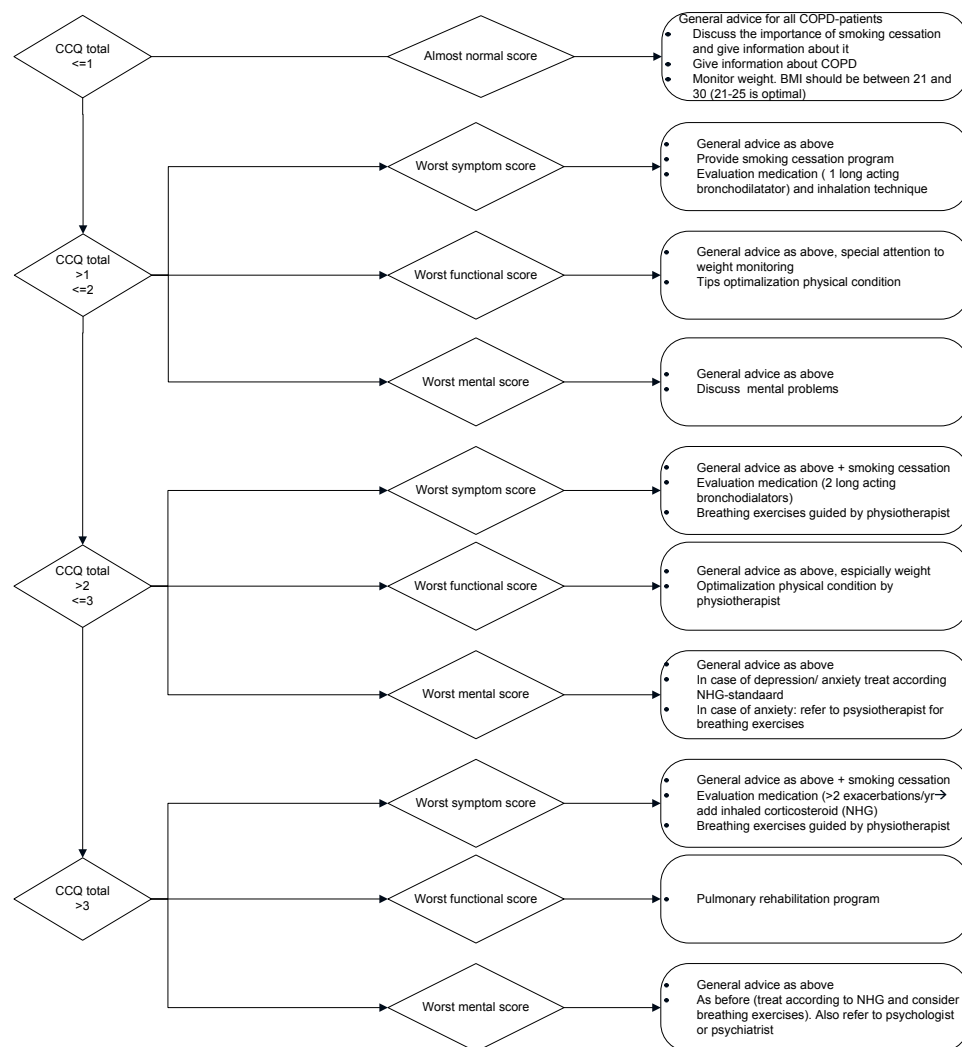 CCQ total
<=1
Almost normal score
General advice for all COPD-patients
• Discuss the importance of smoking cessation
and give information about it
• Give information about COPD
• Monitor weight. BMI should be between 21 and
30 (21-25 is optimal)
CCQ total
>1
<=2
Worst symptom score
• General advice as above
• Provide smoking cessation program
• Evaluation medication ( 1 long acting
bronchodilatator) and inhalation technique
Worst functional score
• General advice as above, special attention to
weight monitoring
• Tips optimalization physical condition
Worst mental score
• General advice as above
• Discuss mental problems
CCQ total
>2
<=3
Worst symptom score
• General advice as above + smoking cessation
• Evaluation medication (2 long acting
bronchodialators)
• Breathing exercises guided by physiotherapist
Worst functional score
• General advice as above, espicially weight
• Optimalization physical condition by
physiotherapist
Worst mental score
• General advice as above
• In case of depression/ anxiety treat according
NHG-standaard
• In case of anxiety: refer to psysiotherapist for
breathing exercises
CCQ total
>3
Worst symptom score
• General advice as above + smoking cessation
• Evaluation medication (>2 exacerbations/yr→
add inhaled corticosteroid (NHG)
• Breathing exercises guided by physiotherapist
Worst functional score
• Pulmonary rehabilitation program
Worst mental score
• General advice as above
• As before (treat according to NHG and consider
breathing exercises). Also refer to psychologist
or psychiatrist